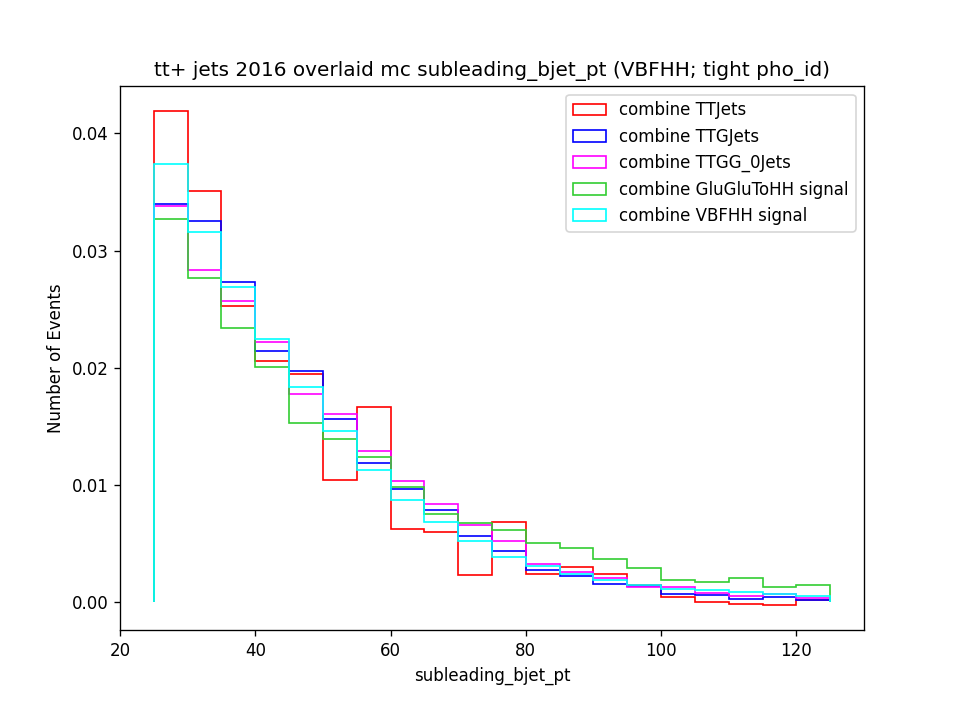 tt+ jets 2016 overlaid mc subleading_bjet_pt (VBFHH; tight pho_id)
combine TTJets
combine TTGJets
combine TTGG_0Jets
combine GluGluToHH signal
combine VBFHH signal
Number of Events
0.04
0.03
0.02
0.01
0.00
20 40 60 80 100 120
subleading_bjet_pt